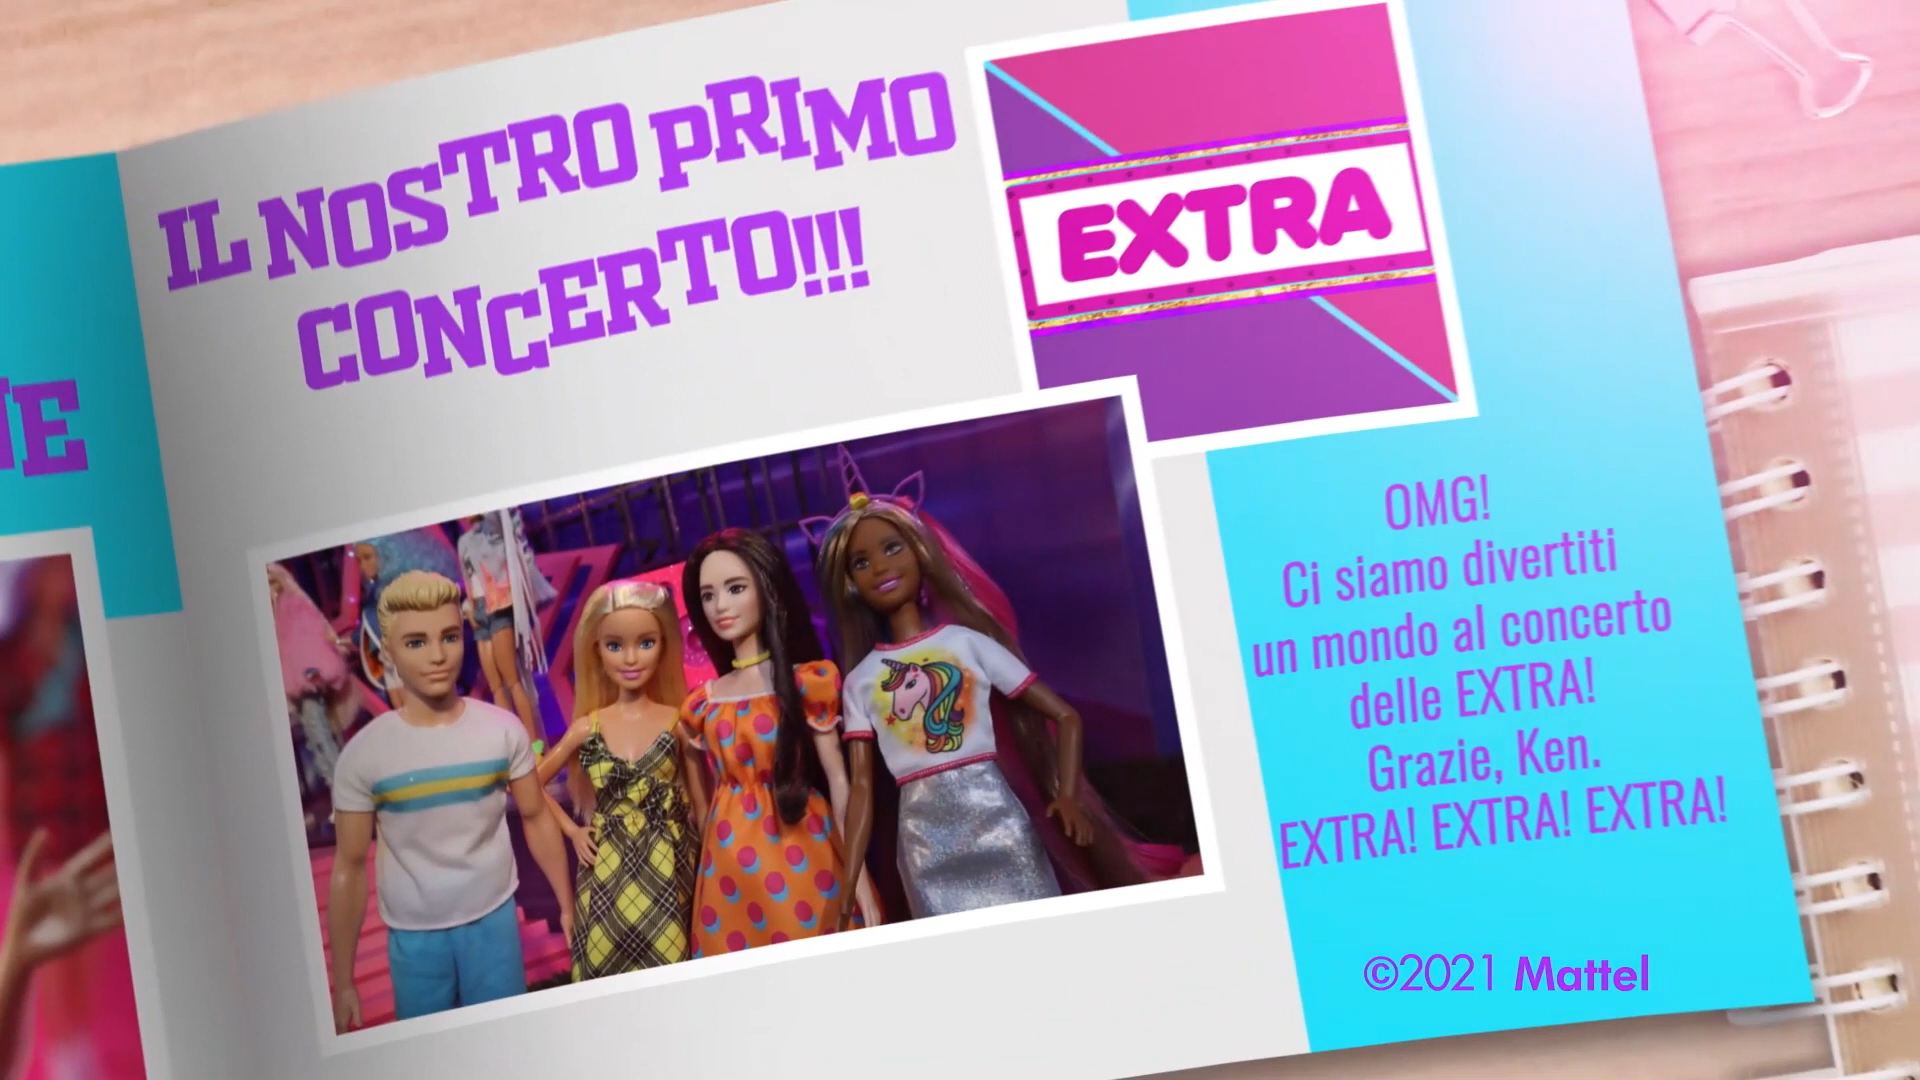 IL NOSTRO PRIMO
CONCERTO!!!
EXTRA
OMG!
Ci siamo divertiti
un mondo al concerto
delle EXTRA!
Grazie, Ken.
EXTRA! EXTRA! EXTRA!
©2021 Mattel